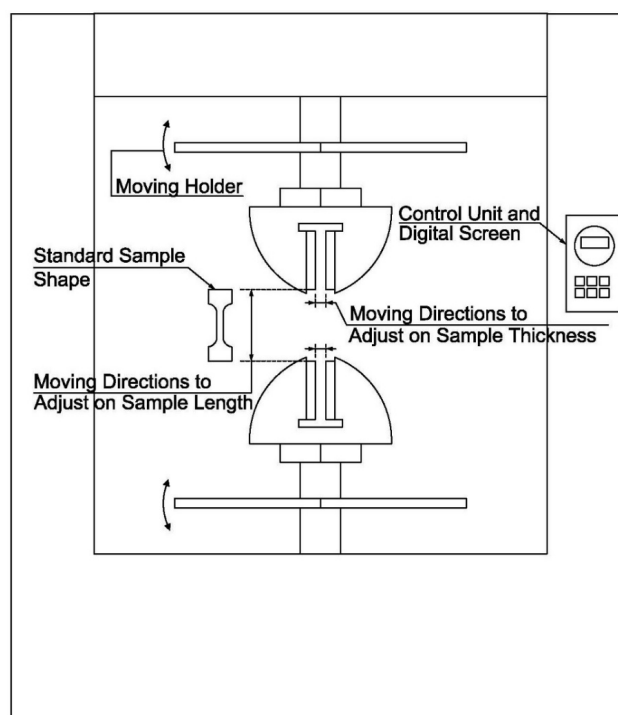 Moving Holder
Control Unit and
Digital Screen
Standard Sample
Shape
Moving Directions to
Adjust on Sample Thickness
Moving Directions to
Adjust on Sample Length